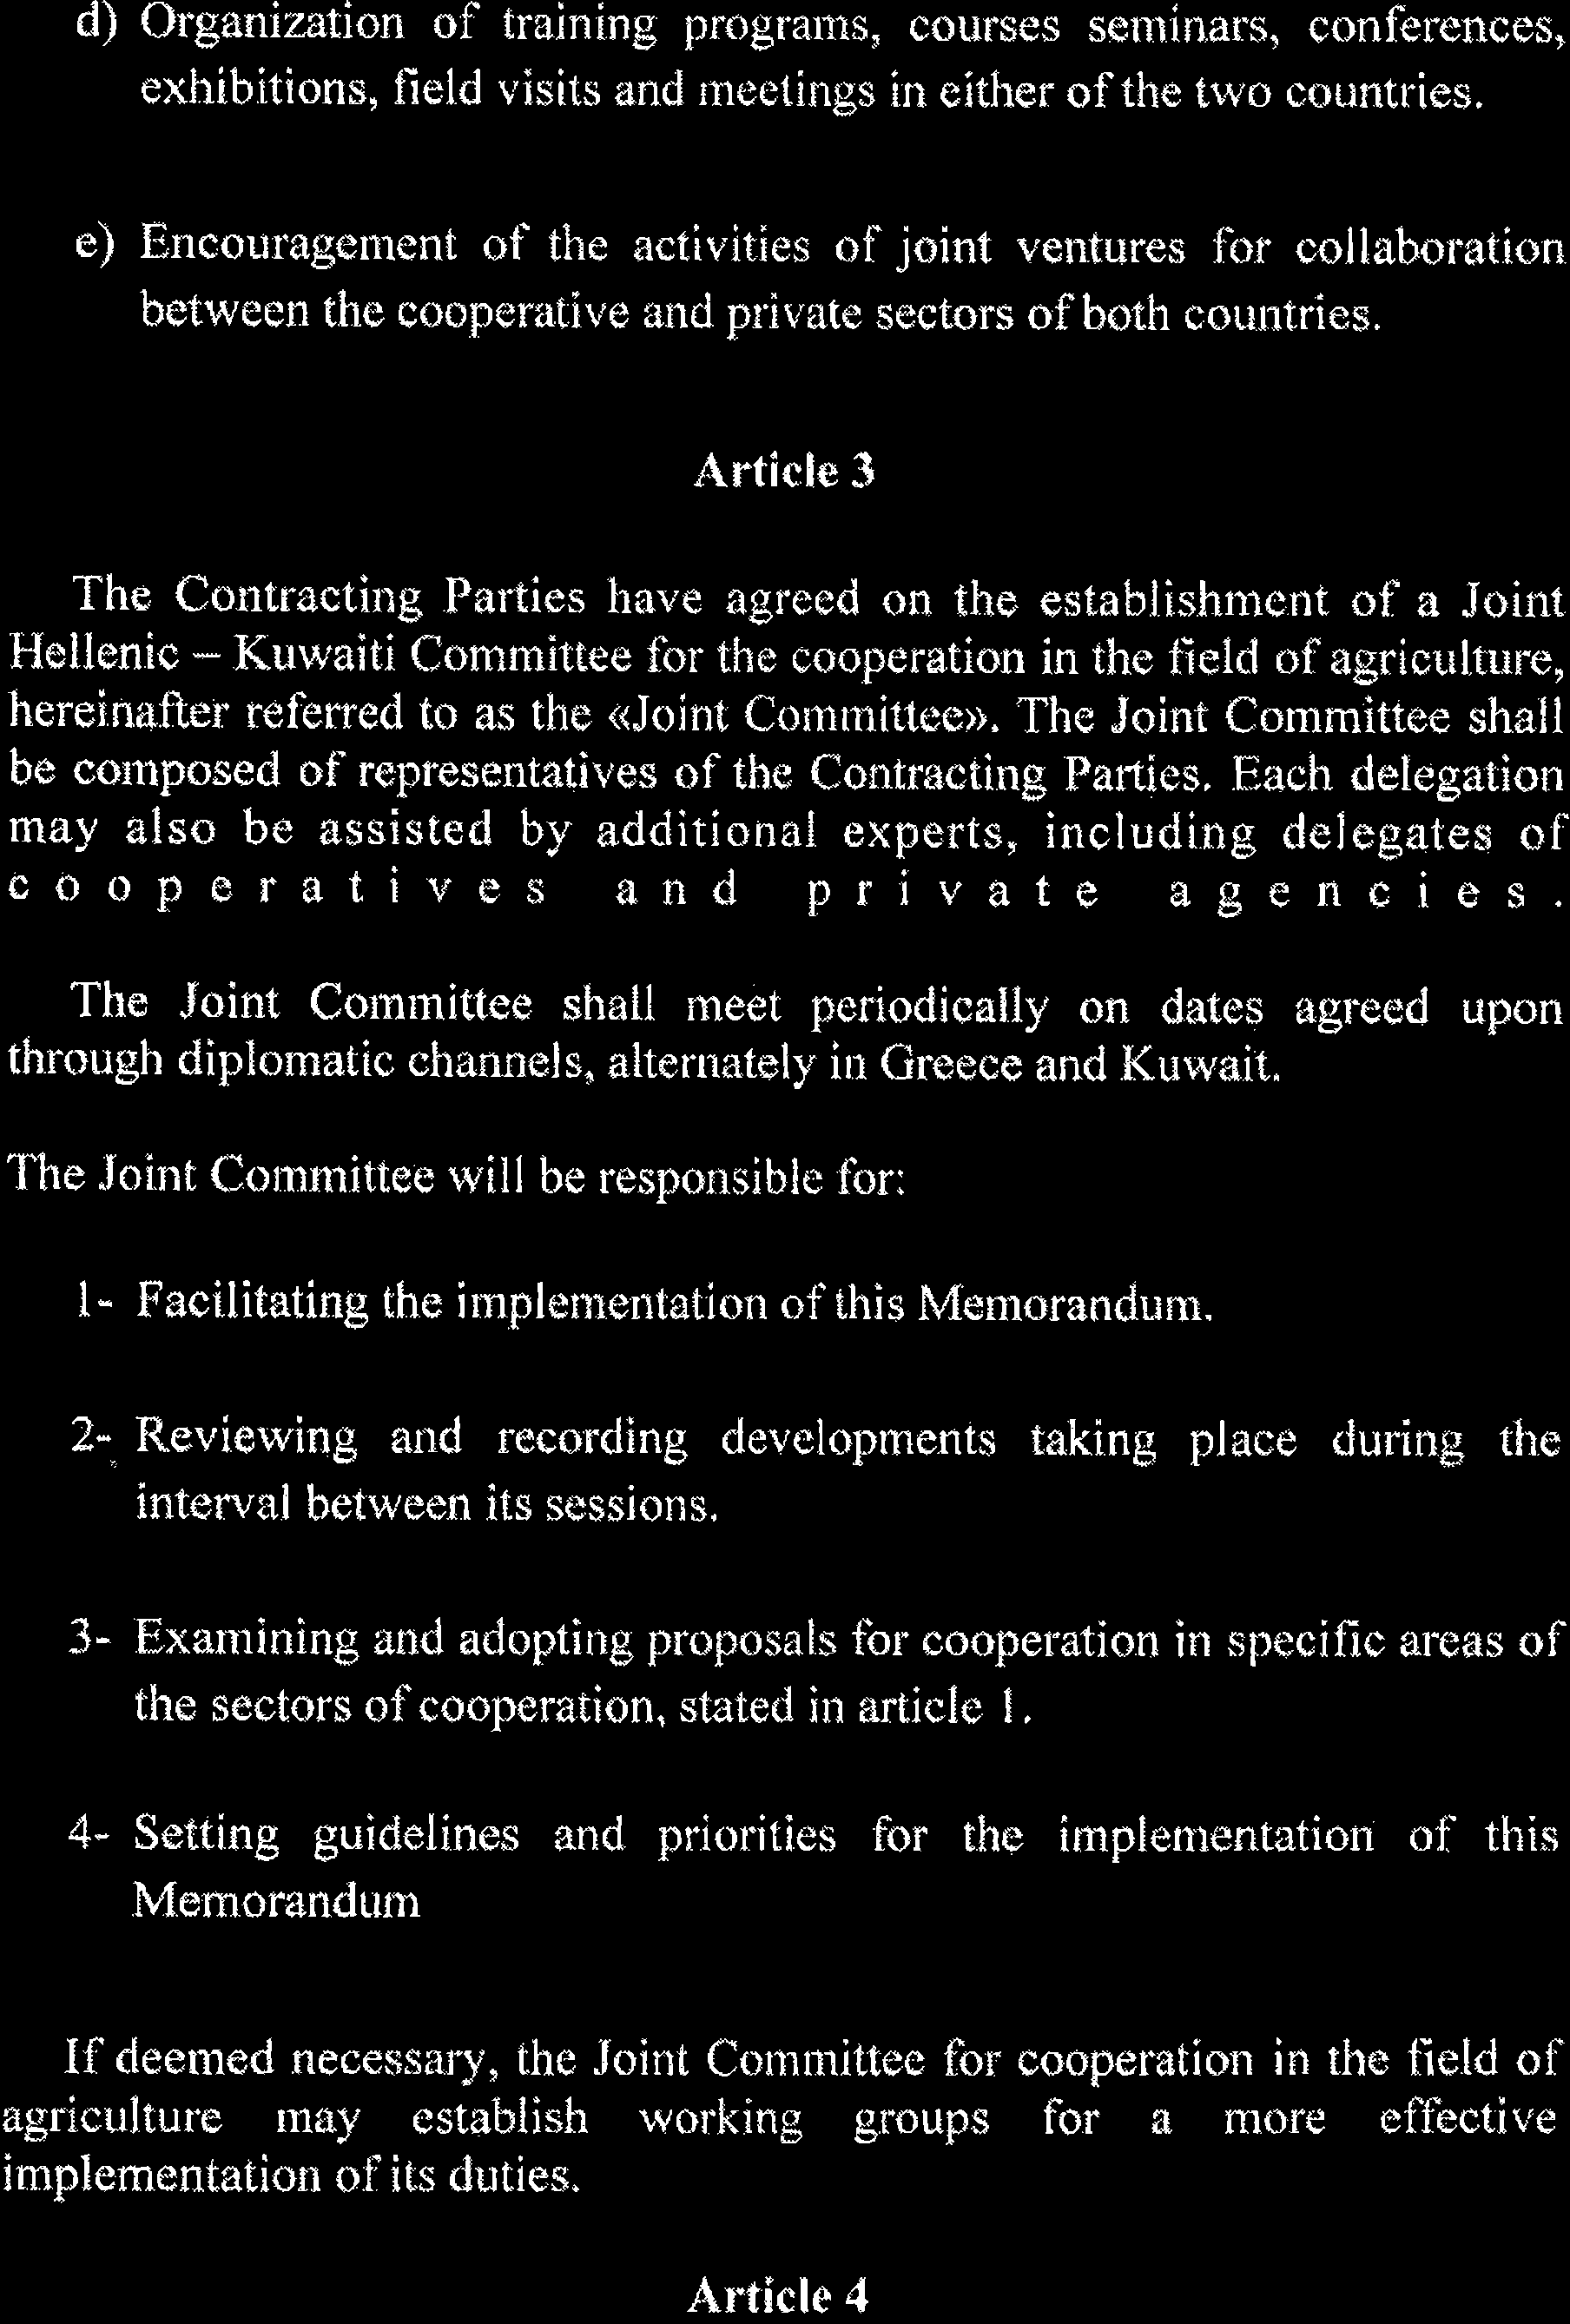 d) Organization of training programs, courses seminars, conferences,
exhibitions, field visits and meetings in either of the two countries.
e) Encouragement of the activities of joint ventures for collaboration
between the cooperative and private sectors of both countries.
Article 3
The Contracting Parties have agreed on the establishment of a Joint
Hellenic – Kuwaiti Committee for the cooperation in the field of agriculture,
hereinafter referred to as the «Joint Committee». The Joint Committee shall
be composed of representatives of the Contracting Parties. Each delegation
may also be assisted by additional experts, including delegates of
cooperatives and private agencies.
The Joint Committee shall meet periodically on dates agreed upon
through diplomatic channels, alternately in Greece and Kuwait.
The Joint Committee will be responsible for:
1- Facilitating the implementation of this Memorandum.
2- Reviewing and recording developments taking place during the
interval between its sessions.
3- Examining and adopting proposals for cooperation in specific areas of
the sectors of cooperation, stated in article 1.
4- Setting guidelines and priorities for the implementation of this
Memorandum
If deemed necessary, the Joint Committee for cooperation in the field of
agriculture may establish working groups for a more effective
implementation of its duties.
Article 4